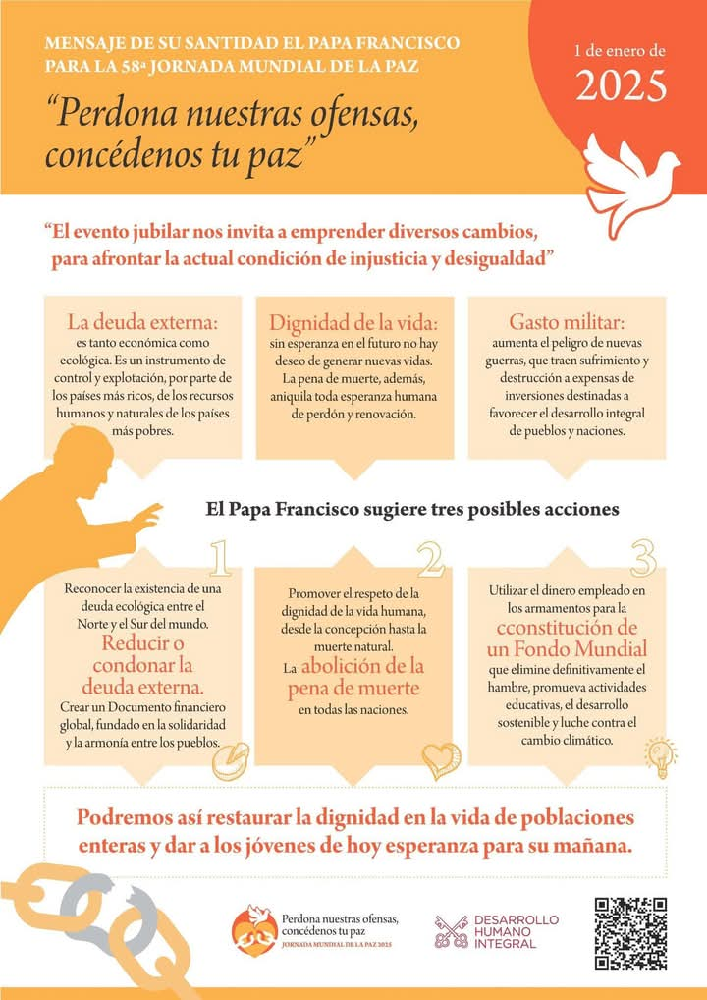 MENSAJE DE SU SANTIDAD EL PAPA FRANCISCO
PARA LA 58ª JORNADA MUNDIAL DE LA PAZ
“Perdona nuestras ofensas,
concédenos tu paz”
1 de enero de
2025
“El evento jubilar nos invita a emprender diversos cambios,
para afrontar la actual condición de injusticia y desigualdad”
La deuda externa:
es tanto económica como
ecológica. Es un instrumento de
control y explotación, por parte de
los países más ricos, de los recursos
humanos y naturales de los países
más pobres.
Dignidad de la vida:
sin esperanza en el futuro no hay
deseo de generar nuevas vidas.
La pena de muerte, además,
aniquila toda esperanza humana
de perdón y renovación.
Gasto militar:
aumenta el peligro de nuevas
guerras, que traen sufrimiento y
destrucción a expensas de
inversiones destinadas a
favorecer el desarrollo integral
de pueblos y naciones.
El Papa Francisco sugiere tres posibles acciones
1
Reconocer la existencia de una
deuda ecológica entre el
Norte y el Sur del mundo.
Reducir o
condonar la
deuda externa.
Crear un Documento financiero
global, fundado en la solidaridad
y la armonía entre los pueblos.
2
Promover el respeto de la
dignidad de la vida humana,
desde la concepción hasta la
muerte natural.
La abolición de la
pena de muerte
en todas las naciones.
3
Utilizar el dinero empleado en
los armamentos para la
cconstitución de
un Fondo Mundial
que elimine definitivamente el
hambre, promueva actividades
educativas, el desarrollo
sostenible y luche contra el
cambio climático.
Podremos así restaurar la dignidad en la vida de poblaciones
enteras y dar a los jóvenes de hoy esperanza para su mañana.
Perdona nuestras ofensas,
concédenos tu paz
JORNADA MUNDIAL DE LA PAZ 2025
DESARROLLO
HUMANO
INTEGRAL